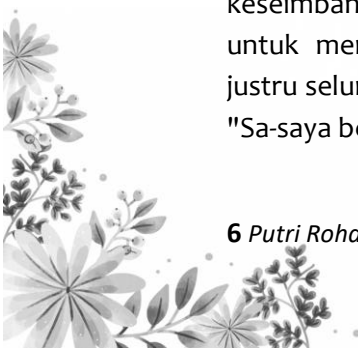 keseimban
untuk mer
justru selur
"Sa-saya be
6 Putri Roha